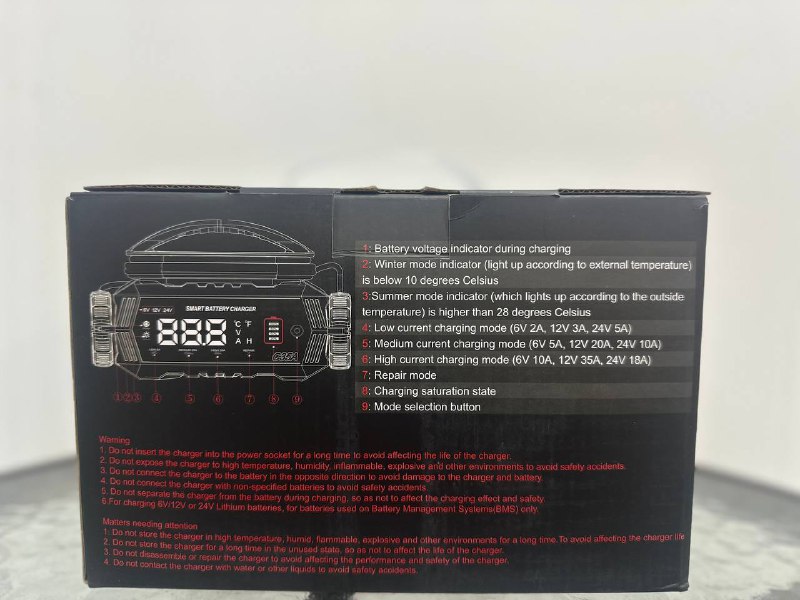 -6V 12V 24V
SMART BATTERY CHARGER
8.8.8
°C °F
V
A H
C35A
①②③ ④ ⑤ ⑥ ⑦ ⑧ ⑨
1: Battery voltage indicator during charging
2: Winter mode indicator (light up according to external temperature)
is below 10 degrees Celsius
3:Summer mode indicator (which lights up according to the outside
temperature) is higher than 28 degrees Celsius
4: Low current charging mode (6V 2A, 12V 3A, 24V 5A)
5: Medium current charging mode (6V 5A, 12V 20A, 24V 10A)
6: High current charging mode (6V 10A, 12V 35A, 24V 18A)
7: Repair mode
8: Charging saturation state
9: Mode selection button
Warning
1. Do not insert the charger into the power socket for a long time to avoid affecting the life of the charger.
2. Do not expose the charger to high temperature, humidity, inflammable, explosive and other environments to avoid safety accidents.
3. Do not connect the charger to the battery in the opposite direction to avoid damage to the charger and battery.
4. Do not connect the charger with non-specified batteries to avoid safety accidents.
5. Do not separate the charger from the battery during charging, so as not to affect the charging effect and safety.
6.For charging 6V/12V or 24V Lithium batteries, for batteries used on Battery Management Systems(BMS) only.
Matters needing attention
1. Do not store the charger in high temperature, humid, flammable, explosive and other environments for a long time.To avoid affecting the charger life
2. Do not store the charger for a long time in the unused state, so as not to affect the life of the charger.
3. Do not disassemble or repair the charger to avoid affecting the performance and safety of the charger.
4. Do not contact the charger with water or other liquids to avoid safety accidents.